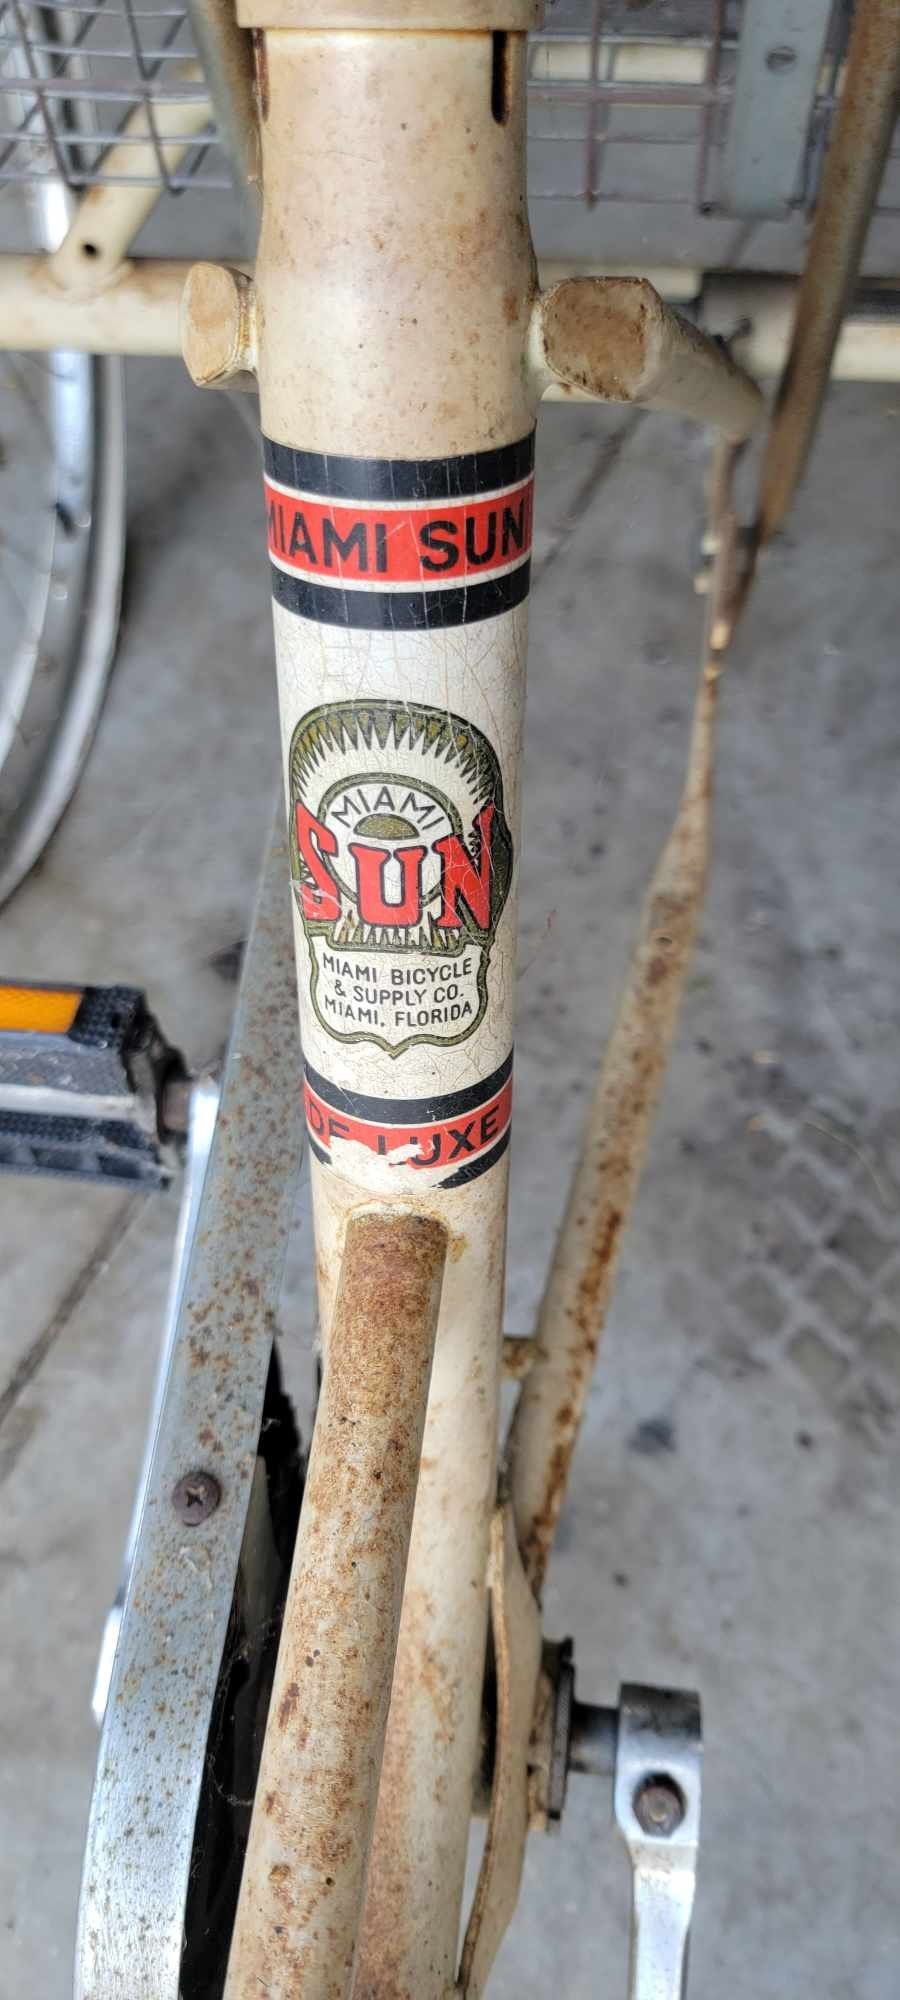 MIAMI SUN
MIAMI
SUN
MIAMI BICYCLE
& SUPPLY CO.
MIAMI, FLORIDA
DE LUXE